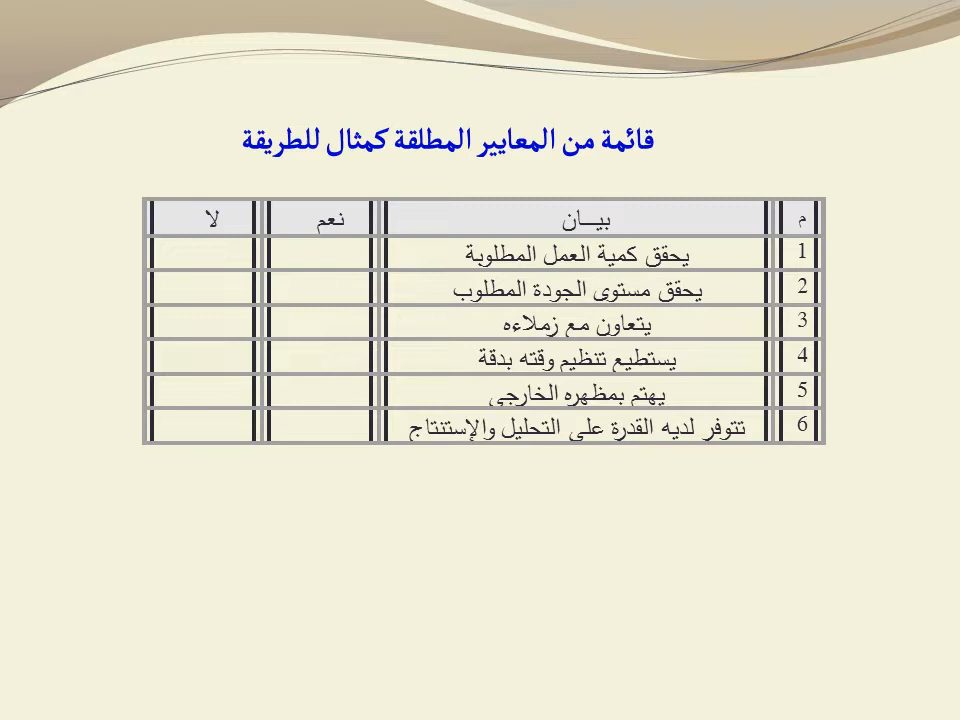 قائمة من المعايير المطلقة كمثال للطريقة
م بيـــان نعم لا
1 يحقق كمية العمل المطلوبة
2 يحقق مستوى الجودة المطلوب
3 يتعاون مع زملاءه
4 يستطيع تنظيم وقته بدقة
5 يهتم بمظهره الخارجي
6 تتوفر لديه القدرة على التحليل والإستنتاج